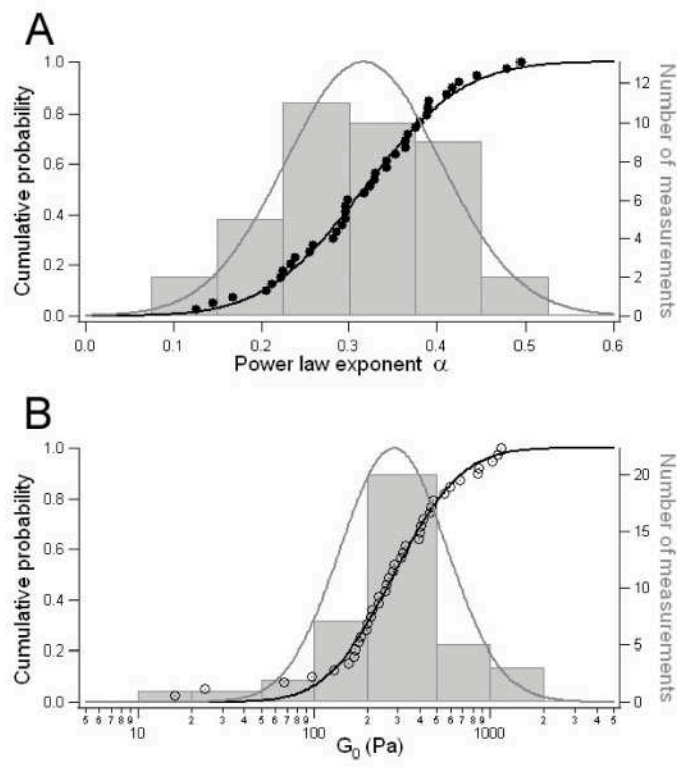 A
1.0
0.8
0.6
0.4
0.2
0.0
Cumulative probability
12
10
8
6
4
2
0
Number of measurements
0.0 0.1 0.2 0.3 0.4 0.5 0.6
Power law exponent α
B
1.0
0.8
0.6
0.4
0.2
0.0
Cumulative probability
20
15
10
5
0
Number of measurements
5 6 7 8 9 2 3 4 5 6 7 8 9 2 3 4 5 6 7 8 9 2 3 4 5
10 100 1000
G0 (Pa)